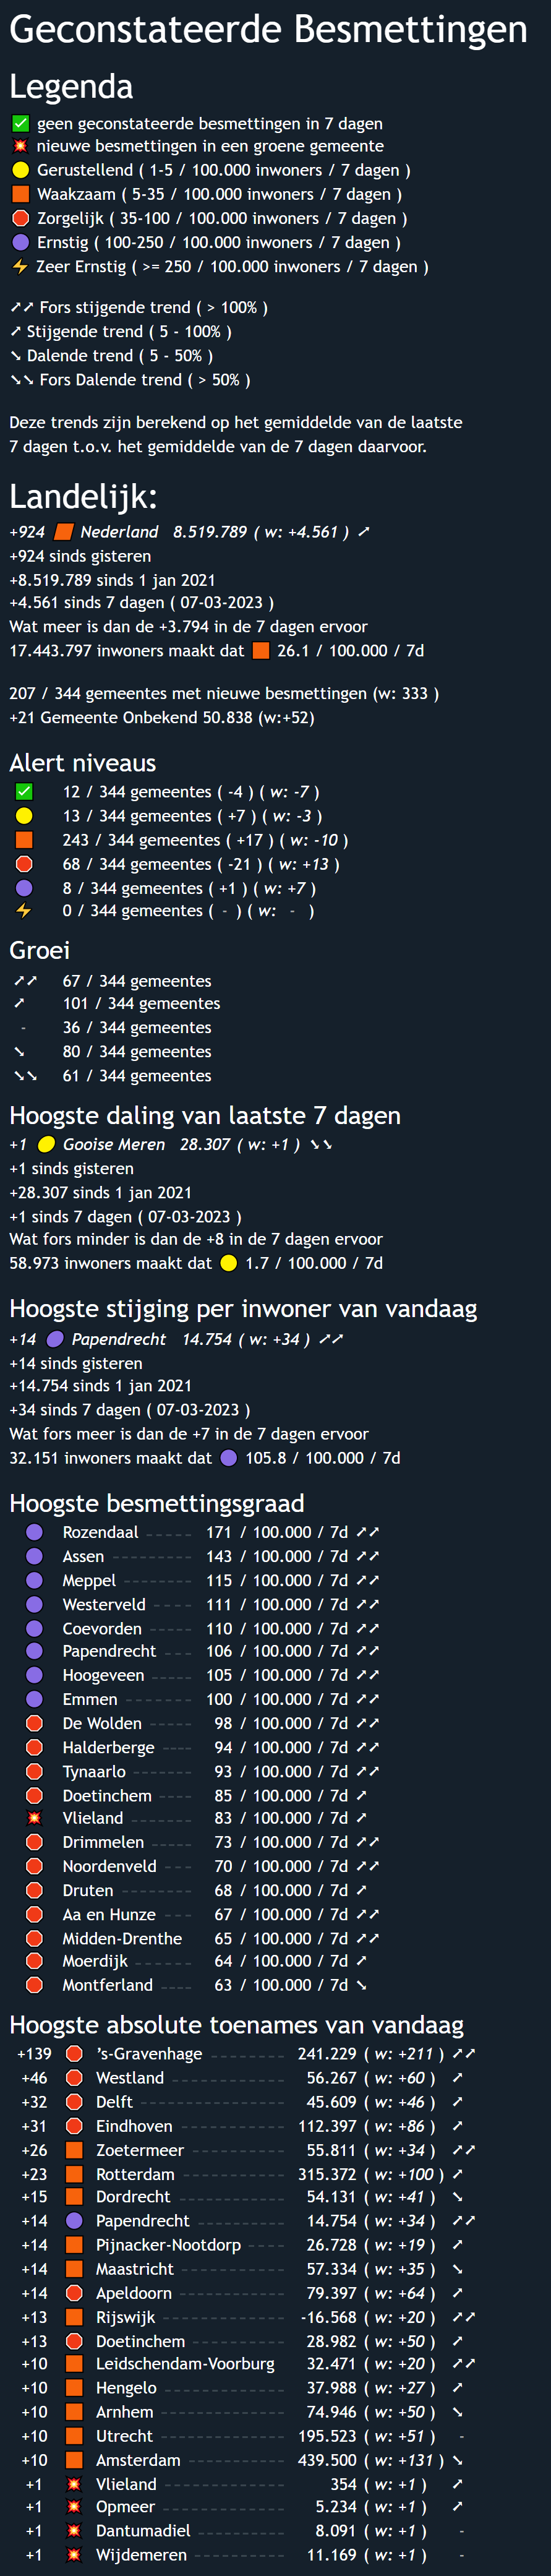 Geconstateerde Besmettingen
Legenda
✅ geen geconstateerde besmettingen in 7 dagen
💥 nieuwe besmettingen in een groene gemeente
🟡 Gerustellend ( 1-5 / 100.000 inwoners / 7 dagen )
🟧 Waakzaam ( 5-35 / 100.000 inwoners / 7 dagen )
🛑 Zorgelijk ( 35-100 / 100.000 inwoners / 7 dagen )
🟣 Ernstig ( 100-250 / 100.000 inwoners / 7 dagen )
⚡ Zeer Ernstig ( >= 250 / 100.000 inwoners / 7 dagen )
➚➚ Fors stijgende trend ( > 100% )
➚ Stijgende trend ( 5 - 100% )
➘ Dalende trend ( 5 - 50% )
➘➘ Fors Dalende trend ( > 50% )
Deze trends zijn berekend op het gemiddelde van de laatste
7 dagen t.o.v. het gemiddelde van de 7 dagen daarvoor.
Landelijk:
+924 🟧 Nederland 8.519.789 ( w: +4.561 ) ➚
+924 sinds gisteren
+8.519.789 sinds 1 jan 2021
+4.561 sinds 7 dagen ( 07-03-2023 )
Wat meer is dan de +3.794 in de 7 dagen ervoor
17.443.797 inwoners maakt dat 🟧 26.1 / 100.000 / 7d
207 / 344 gemeentes met nieuwe besmettingen (w: 333 )
+21 Gemeente Onbekend 50.838 (w:+52)
Alert niveaus
✅ 12 / 344 gemeentes ( -4 ) ( w: -7 )
🟡 13 / 344 gemeentes ( +7 ) ( w: -3 )
🟧 243 / 344 gemeentes ( +17 ) ( w: -10 )
🛑 68 / 344 gemeentes ( -21 ) ( w: +13 )
🟣 8 / 344 gemeentes ( +1 ) ( w: +7 )
⚡ 0 / 344 gemeentes ( - ) ( w: - )
Groei
➚➚ 67 / 344 gemeentes
➚ 101 / 344 gemeentes
- 36 / 344 gemeentes
➘ 80 / 344 gemeentes
➘➘ 61 / 344 gemeentes
Hoogste daling van laatste 7 dagen
+1 🟡 Gooise Meren 28.307 ( w: +1 ) ➘➘
+1 sinds gisteren
+28.307 sinds 1 jan 2021
+1 sinds 7 dagen ( 07-03-2023 )
Wat fors minder is dan de +8 in de 7 dagen ervoor
58.973 inwoners maakt dat 🟡 1.7 / 100.000 / 7d
Hoogste stijging per inwoner van vandaag
+14 🟣 Papendrecht 14.754 ( w: +34 ) ➚➚
+14 sinds gisteren
+14.754 sinds 1 jan 2021
+34 sinds 7 dagen ( 07-03-2023 )
Wat fors meer is dan de +7 in de 7 dagen ervoor
32.151 inwoners maakt dat 🟣 105.8 / 100.000 / 7d
Hoogste besmettingsgraad
🟣 Rozendaal ----- 171 / 100.000 / 7d ➚➚
🟣 Assen --------- 143 / 100.000 / 7d ➚➚
🟣 Meppel -------- 115 / 100.000 / 7d ➚➚
🟣 Westerveld ---- 111 / 100.000 / 7d ➚➚
🟣 Coevorden ----- 110 / 100.000 / 7d ➚➚
🟣 Papendrecht ---- 106 / 100.000 / 7d ➚➚
🟣 Hoogeveen ----- 105 / 100.000 / 7d ➚➚
🟣 Emmen -------- 100 / 100.000 / 7d ➚➚
🛑 De Wolden ----- 98 / 100.000 / 7d ➚➚
🛑 Halderberge ---- 94 / 100.000 / 7d ➚➚
🛑 Tynaarlo ------- 93 / 100.000 / 7d ➚➚
🛑 Doetinchem ---- 85 / 100.000 / 7d ➚
💥 Vlieland ------- 83 / 100.000 / 7d ➚
🛑 Drimmelen ----- 73 / 100.000 / 7d ➚➚
🛑 Noordenveld --- 70 / 100.000 / 7d ➚➚
🛑 Druten -------- 68 / 100.000 / 7d ➚
🛑 Aa en Hunze --- 67 / 100.000 / 7d ➚➚
🛑 Midden-Drenthe 65 / 100.000 / 7d ➚➚
🛑 Moerdijk ------ 64 / 100.000 / 7d ➚
🛑 Montferland ---- 63 / 100.000 / 7d ➘
Hoogste absolute toenames van vandaag
+139 🛑 's-Gravenhage -------- 241.229 ( w: +211 ) ➚➚
+46 🛑 Westland ------------ 56.267 ( w: +60 ) ➚
+32 🛑 Delft --------------- 45.609 ( w: +46 ) ➚
+31 🛑 Eindhoven ----------- 112.397 ( w: +86 ) ➚
+26 🟧 Zoetermeer ---------- 55.811 ( w: +34 ) ➚➚
+23 🟧 Rotterdam ----------- 315.372 ( w: +100 ) ➚
+15 🟧 Dordrecht ----------- 54.131 ( w: +41 ) ➘
+14 🟣 Papendrecht --------- 14.754 ( w: +34 ) ➚➚
+14 🟧 Pijnacker-Nootdorp ---- 26.728 ( w: +19 ) ➚
+14 🟧 Maastricht ----------- 57.334 ( w: +35 ) ➘
+14 🛑 Apeldoorn ----------- 79.397 ( w: +64 ) ➚
+13 🟧 Rijswijk ------------- -16.568 ( w: +20 ) ➚➚
+13 🛑 Doetinchem ---------- 28.982 ( w: +50 ) ➚
+10 🟧 Leidschendam-Voorburg 32.471 ( w: +20 ) ➚➚
+10 🟧 Hengelo ------------- 37.988 ( w: +27 ) ➚
+10 🟧 Arnhem ------------- 74.946 ( w: +50 ) ➘
+10 🟧 Utrecht ------------- 195.523 ( w: +51 ) -
+10 🟧 Amsterdam ---------- 439.500 ( w: +131 ) ➘
+1 💥 Vlieland ------------- 354 ( w: +1 ) ➚
+1 💥 Opmeer ------------- 5.234 ( w: +1 ) ➚
+1 💥 Dantumadiel --------- 8.091 ( w: +1 ) -
+1 💥 Wijdemeren ---------- 11.169 ( w: +1 ) -